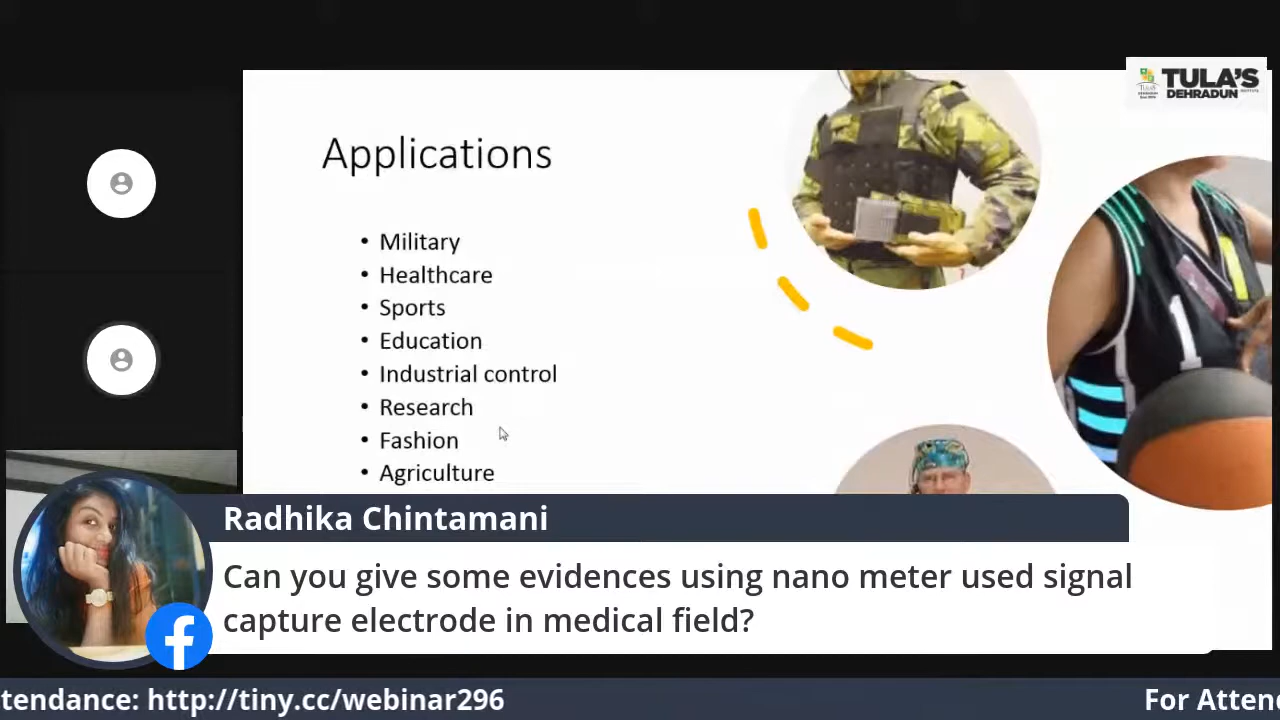 TULA'S
DEHRADUN
Applications
• Military
• Healthcare
• Sports
• Education
• Industrial control
• Research
• Fashion
• Agriculture
1
Radhika Chintamani
Can you give some evidences using nano meter used signal
capture electrode in medical field?
tendance: http://tiny.cc/webinar296
For Atten